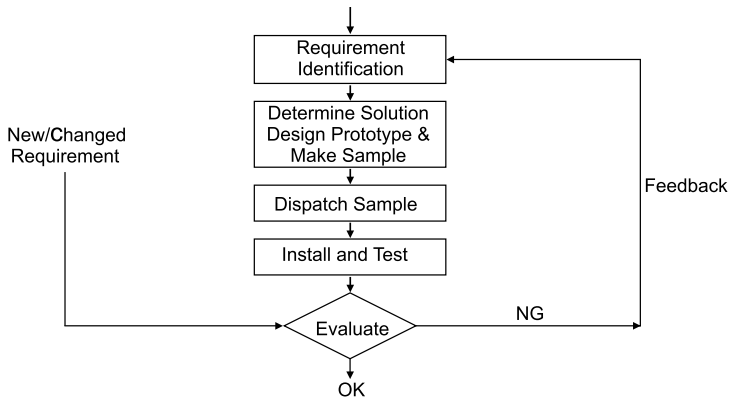 Requirement
Identification
Determine Solution
Design Prototype &
Make Sample
New/Changed
Requirement
Dispatch Sample
Feedback
Install and Test
Evaluate
NG
OK